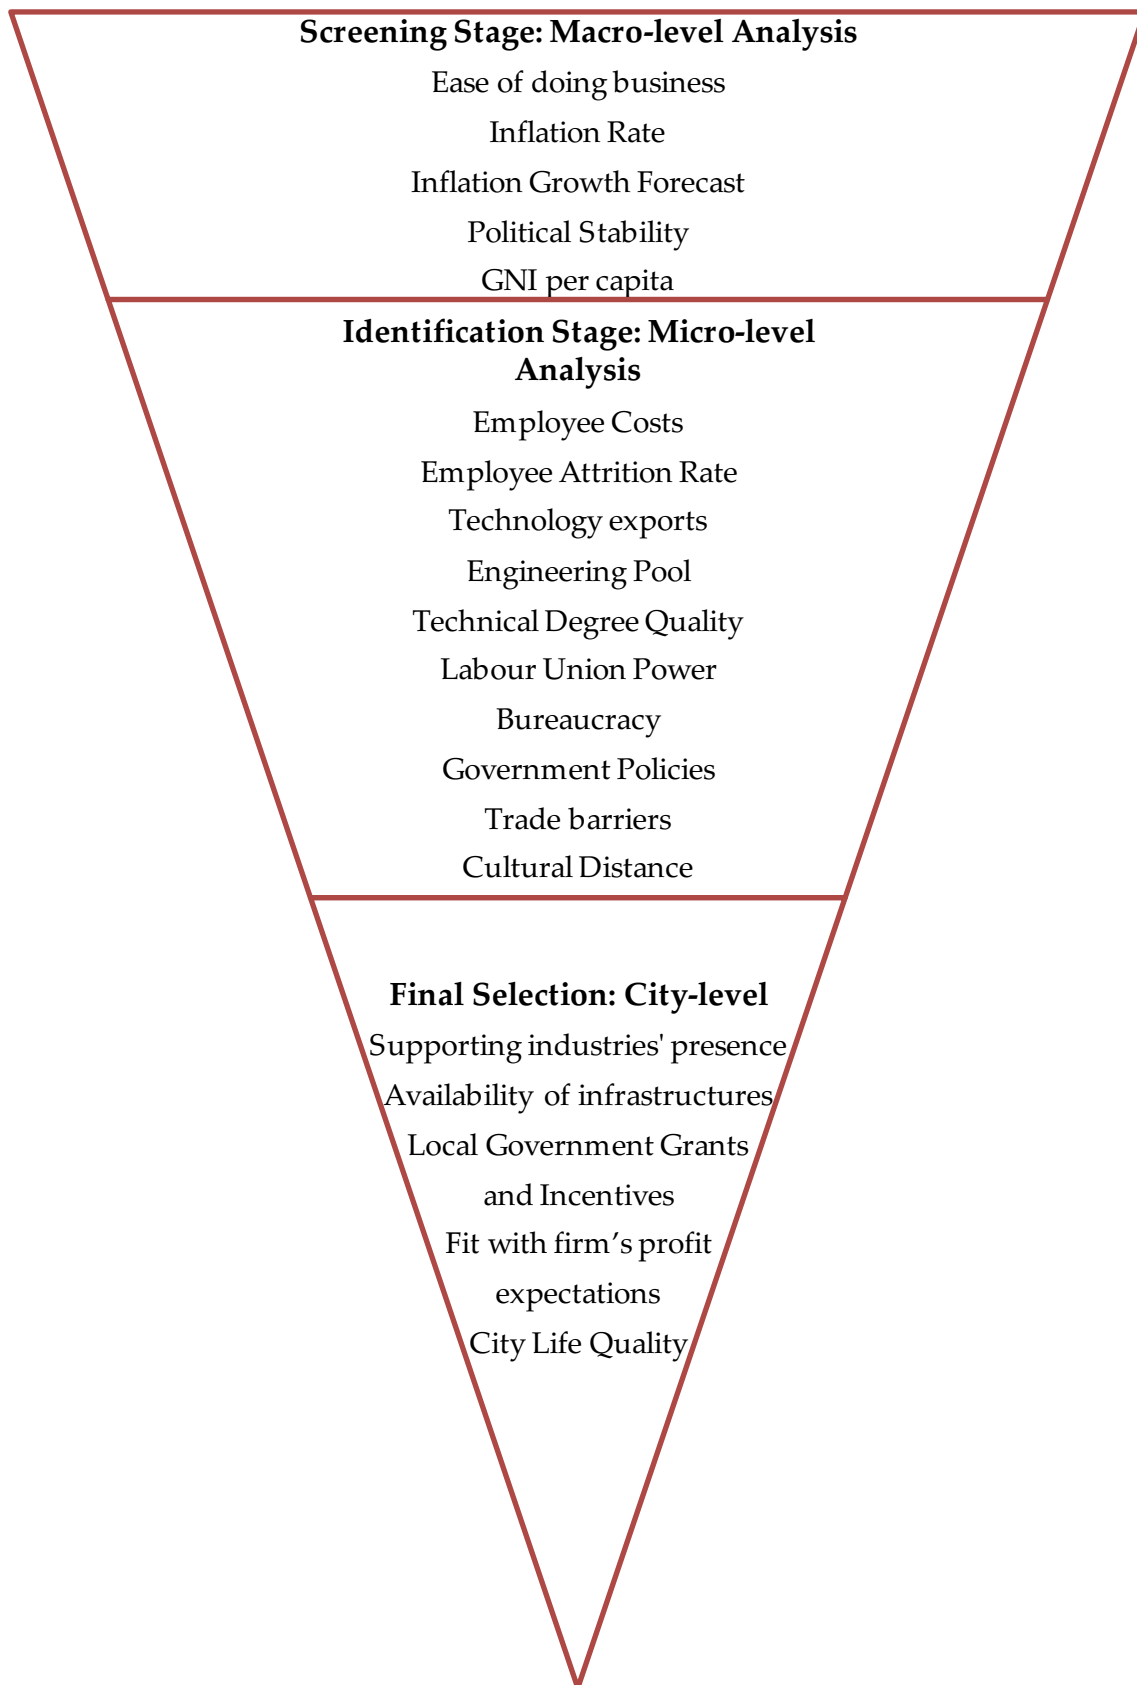 Screening Stage: Macro-level Analysis
Ease of doing business
Inflation Rate
Inflation Growth Forecast
Political Stability
GNI per capita
Identification Stage: Micro-level
Analysis
Employee Costs
Employee Attrition Rate
Technology exports
Engineering Pool
Technical Degree Quality
Labour Union Power
Bureaucracy
Government Policies
Trade barriers
Cultural Distance
Final Selection: City-level
Supporting industries' presence
Availability of infrastructures
Local Government Grants
and Incentives
Fit with firm’s profit
expectations
City Life Quality